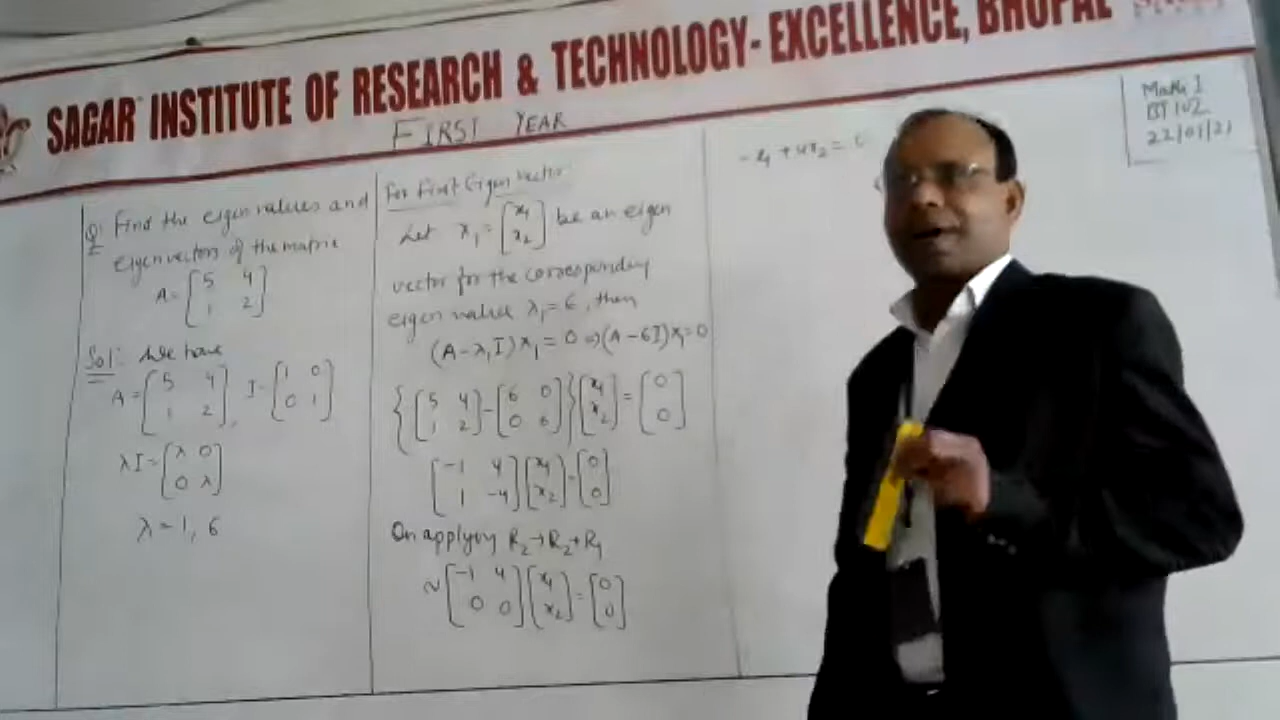 SAGAR INSTITUTE OF RESEARCH & TECHNOLOGY- EXCELLENCE, BHOPAL
FIRST YEAR
Math I
BT 102
22/01/21
Q: Find the eigen values and
eigen vectors of the matrix
A = [5 4
1 2]
Sol: We have
A = [5 4
1 2], I = [1 0
0 1]
λI = [λ 0
0 λ]
λ = 1, 6
For First Eigen Vector:
Let x₁ = [x₁
x₂] be an eigen
vector for the corresponding
eigen value λ₁ = 6, then
(A-λ₁I) x₁ = 0 ⇒ (A-6I)x₁ = 0
{[5 4
1 2] - [6 0
0 6]} [x₁
x₂] = [0
0]
[-1 4
1 -4] [x₁
x₂] = [0
0]
On applying R₂→R₂+R₁
~ [-1 4
0 0] [x₁
x₂] = [0
0]
-x₁ + 4x₂ = 0